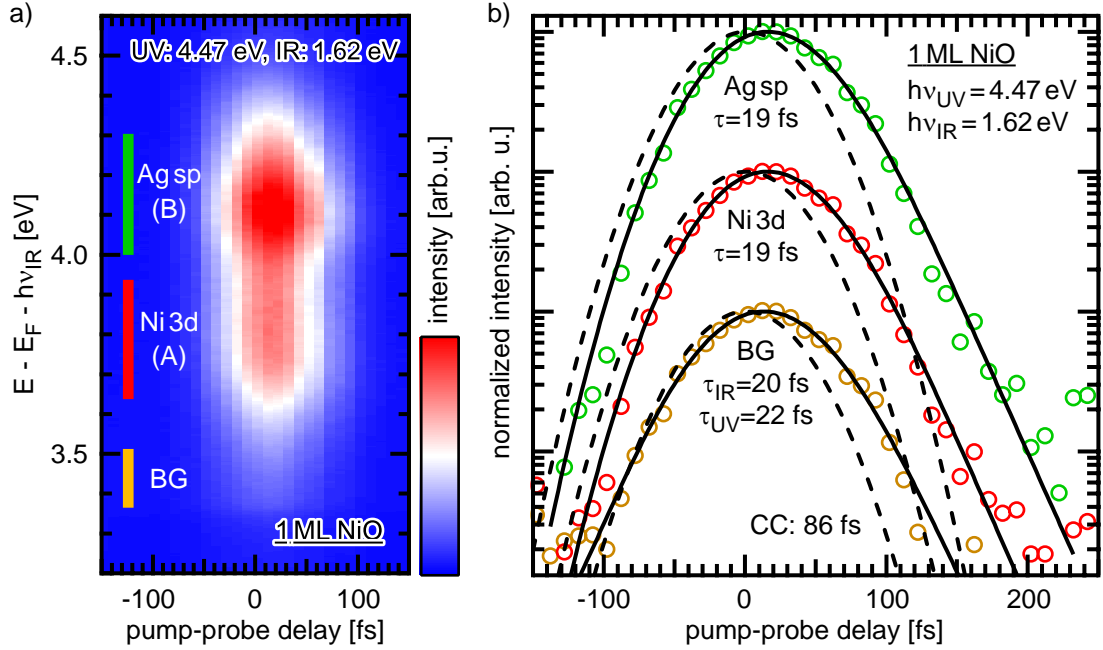 a)
UV: 4.47 eV, IR: 1.62 eV
Ag sp
(B)
Ni 3d
(A)
BG
1 ML NiO
4.5
4.0
3.5
E - E_F - hν_IR [eV]
-100
0
100
pump-probe delay [fs]
intensity [arb. u.]
b)
1 ML NiO
hν_UV = 4.47 eV
hν_IR = 1.62 eV
Ag sp
τ=19 fs
Ni 3d
τ=19 fs
BG
τ_IR=20 fs
τ_UV=22 fs
CC: 86 fs
normalized intensity [arb. u.]
-100
0
100
200
pump-probe delay [fs]